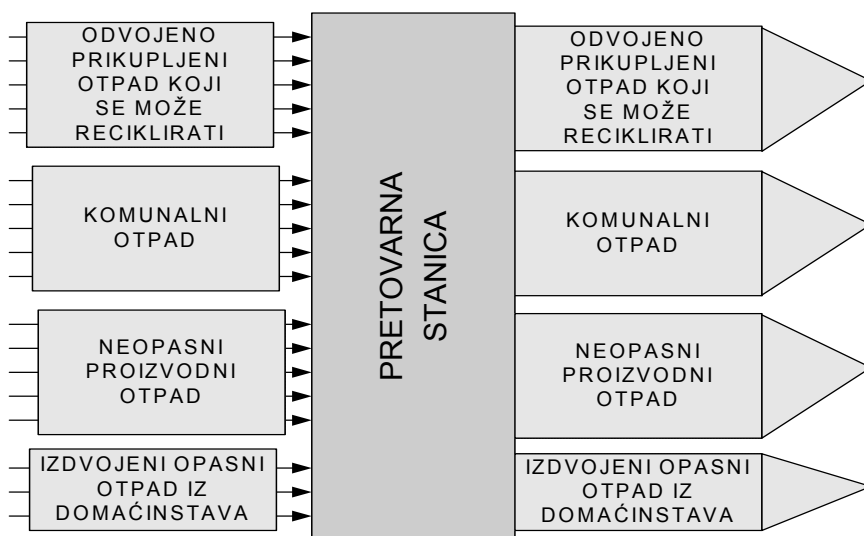 ODVOJENO
PRIKUPLJENI
OTPAD KOJI
SE MOŽE
RECIKLIRATI
KOMUNALNI
OTPAD
NEOPASNI
PROIZVODNI
OTPAD
IZDVOJENI OPASNI
OTPAD IZ
DOMAĆINSTAVA
PRETOVARNA
STANICA
ODVOJENO
PRIKUPLJENI
OTPAD KOJI
SE MOŽE
RECIKLIRATI
KOMUNALNI
OTPAD
NEOPASNI
PROIZVODNI
OTPAD
IZDVOJENI OPASNI
OTPAD IZ
DOMAĆINSTAVA